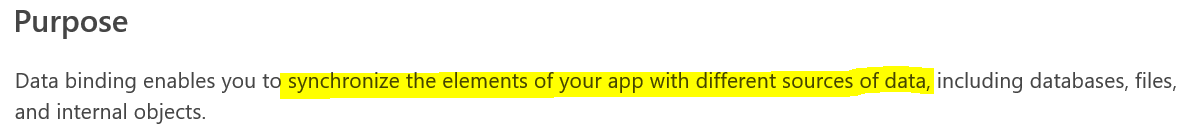 Purpose
Data binding enables you to synchronize the elements of your app with different sources of data, including databases, files,
and internal objects.